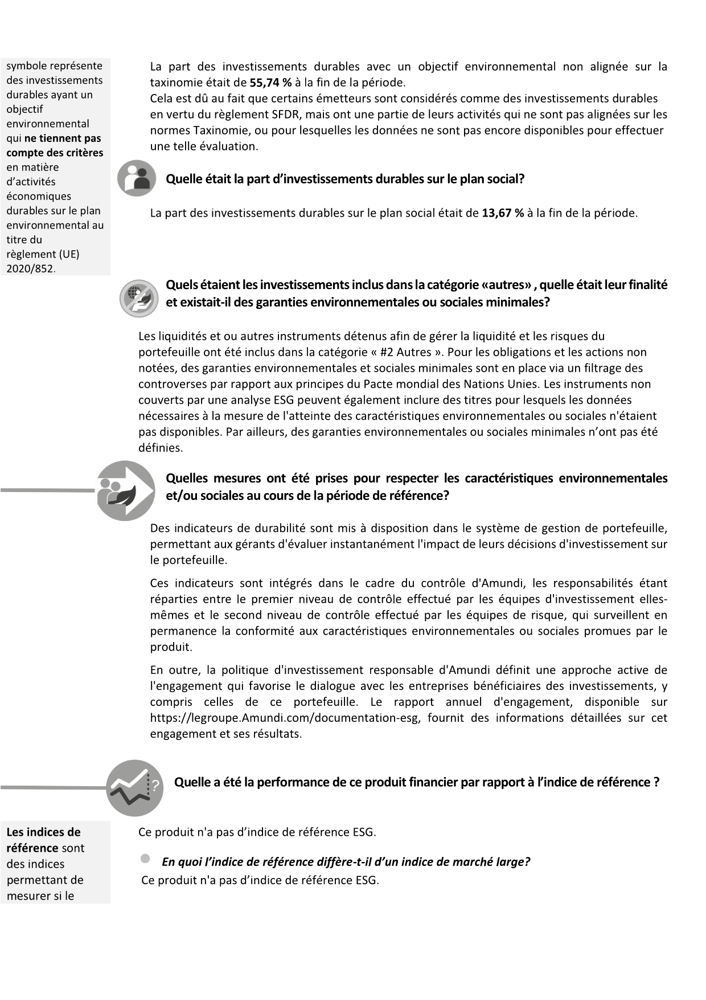 symbole représente
des investissements
durables ayant un
objectif
environnemental
qui ne tiennent pas
compte des critères
en matière
d’activités
économiques
durables sur le plan
environnemental au
titre du
règlement (UE)
2020/852.
La part des investissements durables avec un objectif environnemental non alignée sur la
taxinomie était de 55,74 % à la fin de la période.
Cela est dû au fait que certains émetteurs sont considérés comme des investissements durables
en vertu du règlement SFDR, mais ont une partie de leurs activités qui ne sont pas alignées sur les
normes Taxinomie, ou pour lesquelles les données ne sont pas encore disponibles pour effectuer
une telle évaluation.
Quelle était la part d’investissements durables sur le plan social?
La part des investissements durables sur le plan social était de 13,67 % à la fin de la période.
Quels étaient les investissements inclus dans la catégorie «autres» , quelle était leur finalité
et existait-il des garanties environnementales ou sociales minimales?
Les liquidités et ou autres instruments détenus afin de gérer la liquidité et les risques du
portefeuille ont été inclus dans la catégorie « #2 Autres ». Pour les obligations et les actions non
notées, des garanties environnementales et sociales minimales sont en place via un filtrage des
controverses par rapport aux principes du Pacte mondial des Nations Unies. Les instruments non
couverts par une analyse ESG peuvent également inclure des titres pour lesquels les données
nécessaires à la mesure de l'atteinte des caractéristiques environnementales ou sociales n'étaient
pas disponibles. Par ailleurs, des garanties environnementales ou sociales minimales n’ont pas été
définies.
Quelles mesures ont été prises pour respecter les caractéristiques environnementales
et/ou sociales au cours de la période de référence?
Des indicateurs de durabilité sont mis à disposition dans le système de gestion de portefeuille,
permettant aux gérants d'évaluer instantanément l'impact de leurs décisions d'investissement sur
le portefeuille.
Ces indicateurs sont intégrés dans le cadre du contrôle d'Amundi, les responsabilités étant
réparties entre le premier niveau de contrôle effectué par les équipes d'investissement elles-
mêmes et le second niveau de contrôle effectué par les équipes de risque, qui surveillent en
permanence la conformité aux caractéristiques environnementales ou sociales promues par le
produit.
En outre, la politique d'investissement responsable d'Amundi définit une approche active de
l'engagement qui favorise le dialogue avec les entreprises bénéficiaires des investissements, y
compris celles de ce portefeuille. Le rapport annuel d'engagement, disponible sur
https://legroupe.Amundi.com/documentation-esg, fournit des informations détaillées sur cet
engagement et ses résultats.
?
Quelle a été la performance de ce produit financier par rapport à l’indice de référence ?
Les indices de
référence sont
des indices
permettant de
mesurer si le
Ce produit n'a pas d’indice de référence ESG.
En quoi l’indice de référence diffère-t-il d’un indice de marché large?
Ce produit n'a pas d’indice de référence ESG.